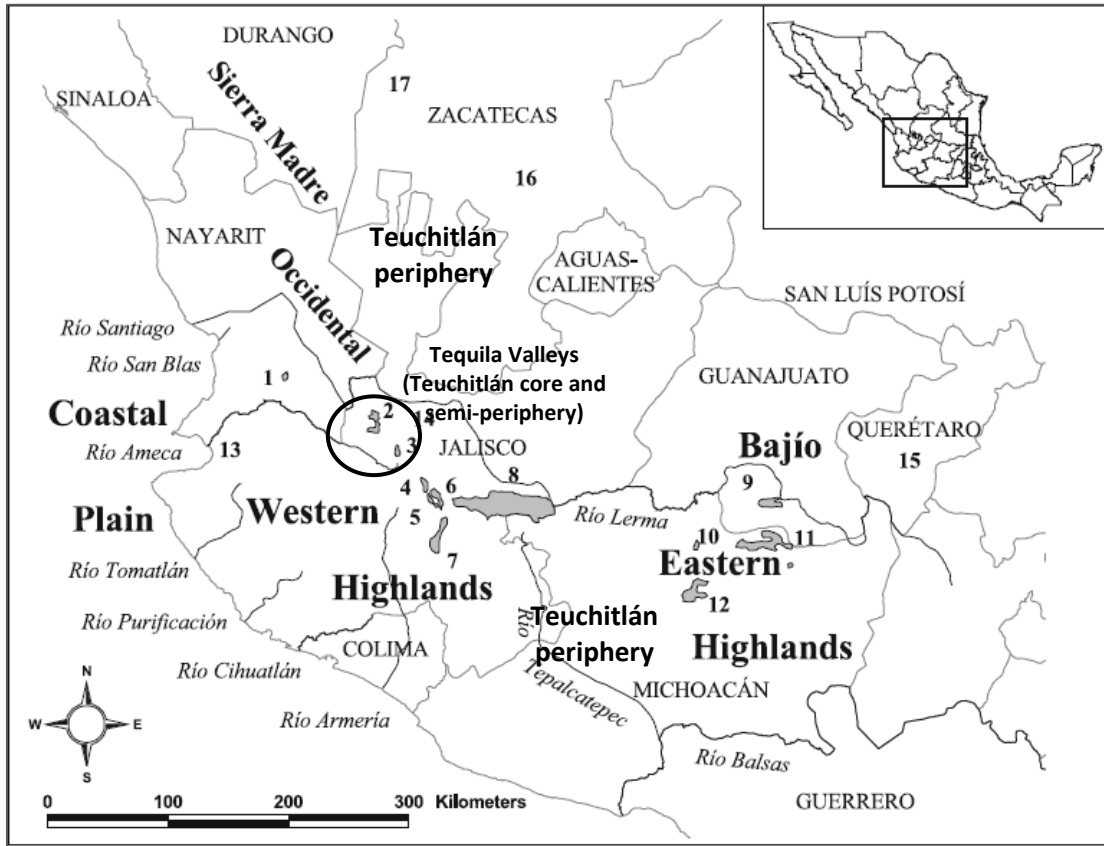 DURANGO
Sierra Madre
17
SINALOA
ZACATECAS
16
NAYARIT
Teuchitlán
periphery
AGUAS-
CALIENTES
Occidental
SAN LUÍS POTOSÍ
Río Santiago
Río San Blas
Tequila Valleys
(Teuchitlán core and
semi-periphery)
1
2
14
GUANAJUATO
Coastal
3
JALISCO
QUERÉTARO
Río Ameca
13
Bajío
15
4
6
8
9
Plain
Western
5
Río Lerma
10
11
7
Eastern
Río Tomatlán
Highlands
12
Río
Teuchitlán
periphery
Río Purificación
Highlands
COLIMA
Río Cihuatlán
Tepalcatepec
MICHOACÁN
Río Armería
N
W
E
S
Río Balsas
0
100
200
300
Kilometers
GUERRERO